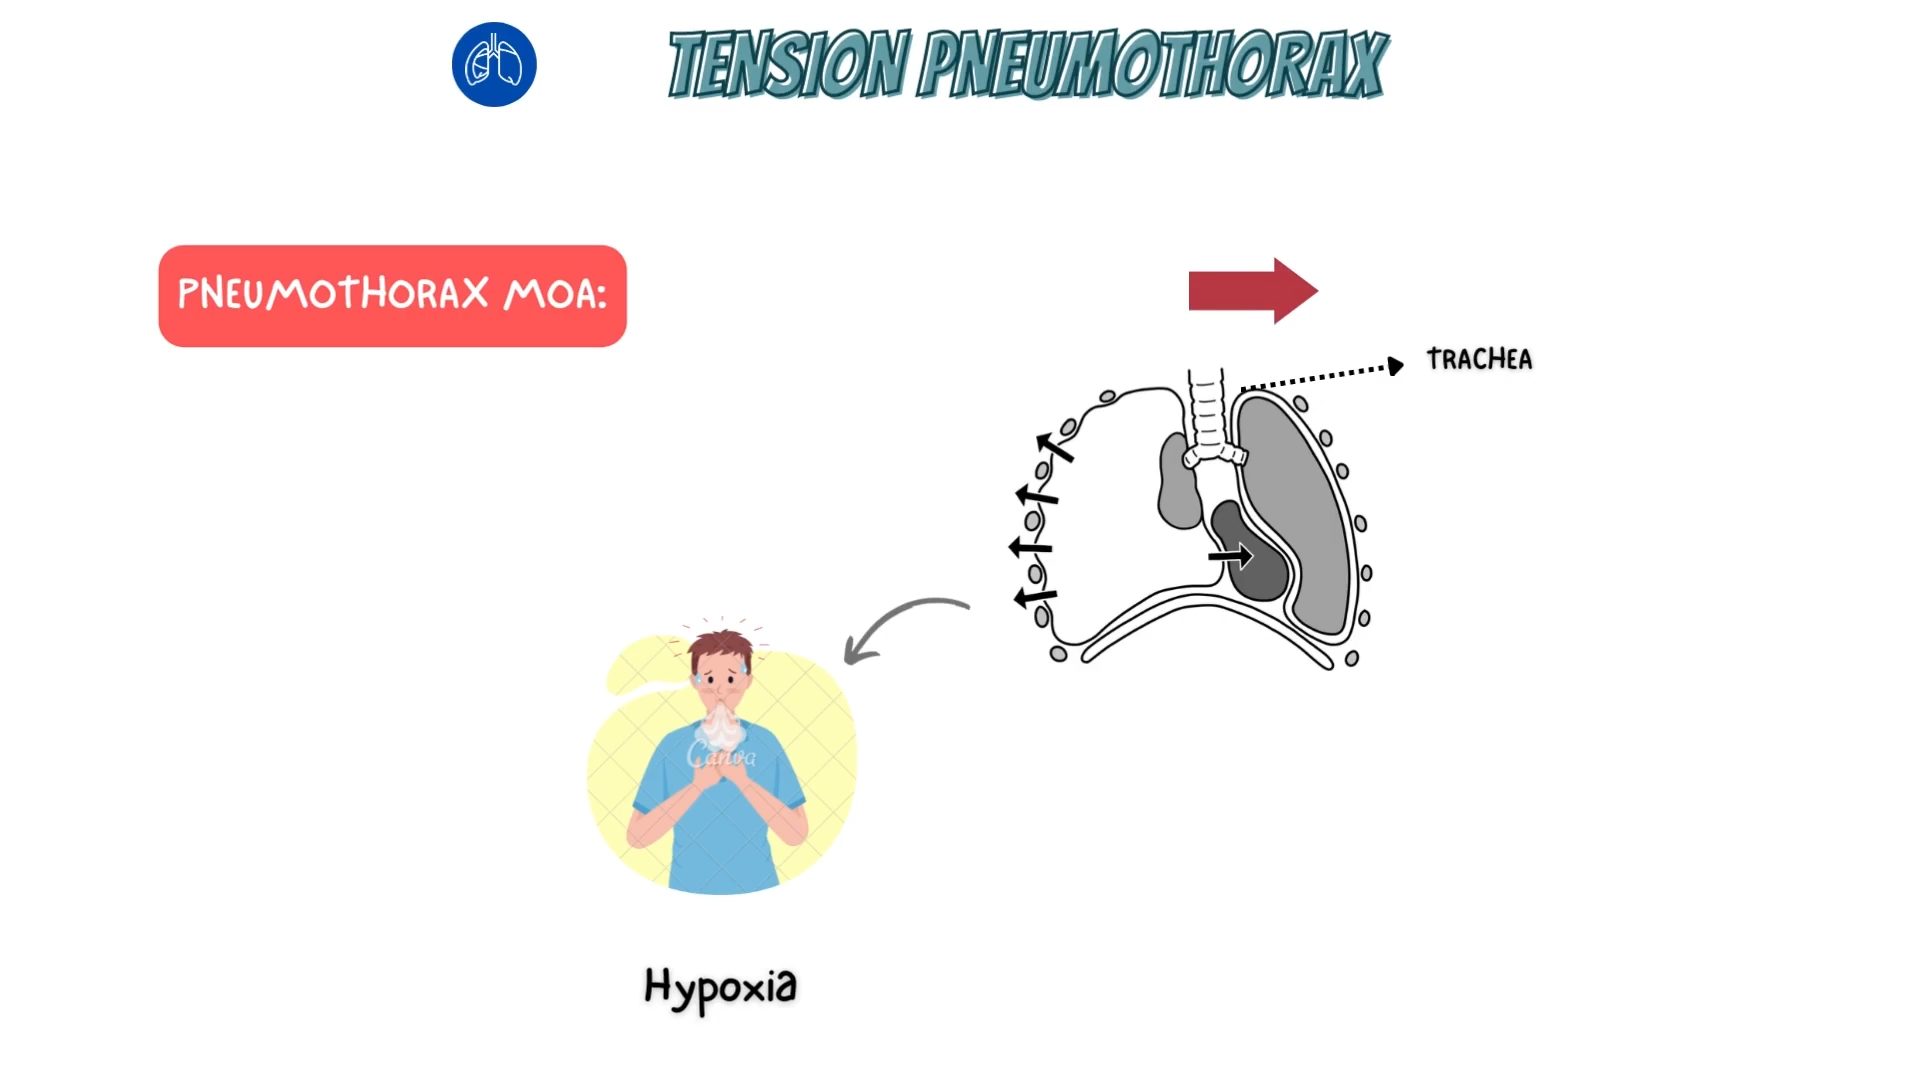 TENSION PNEUMOTHORAX
PNEUMOTHORAX MOA:
TRACHEA
Canva
Hypoxia